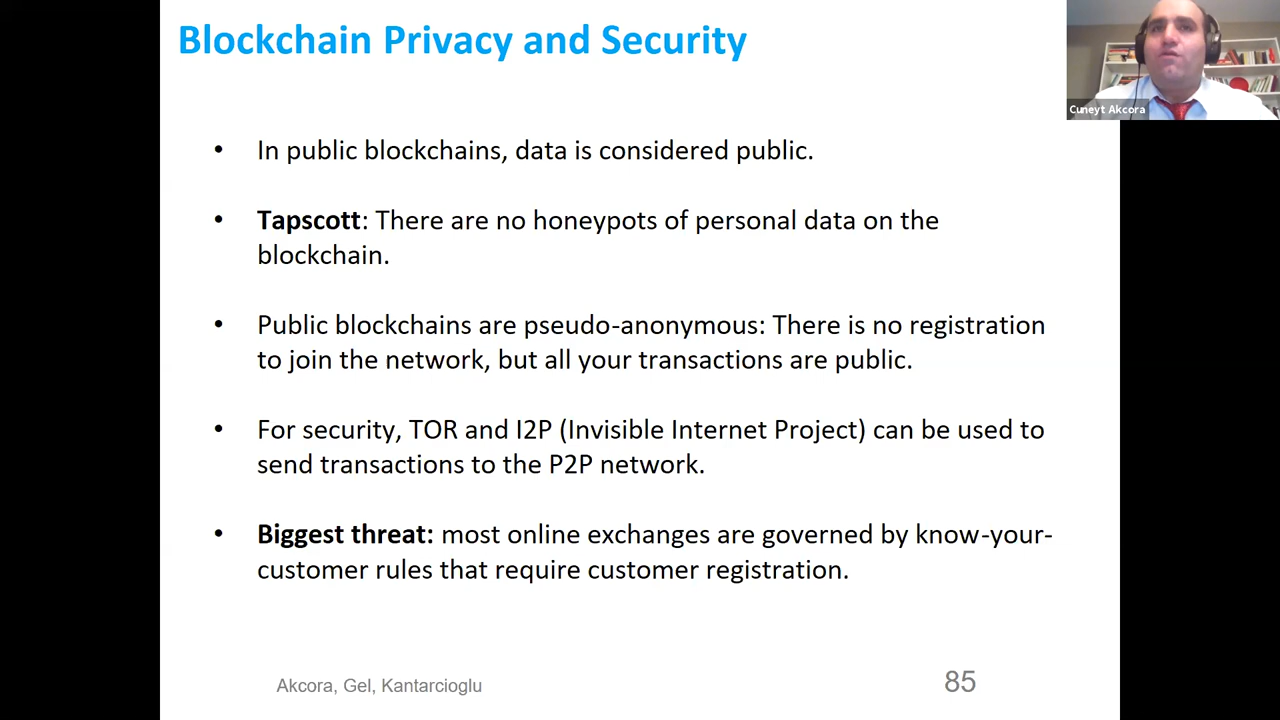 Blockchain Privacy and Security
Cuneyt Akcora
• In public blockchains, data is considered public.
• Tapscott: There are no honeypots of personal data on the
blockchain.
• Public blockchains are pseudo-anonymous: There is no registration
to join the network, but all your transactions are public.
• For security, TOR and I2P (Invisible Internet Project) can be used to
send transactions to the P2P network.
• Biggest threat: most online exchanges are governed by know-your-
customer rules that require customer registration.
Akcora, Gel, Kantarcioglu
85